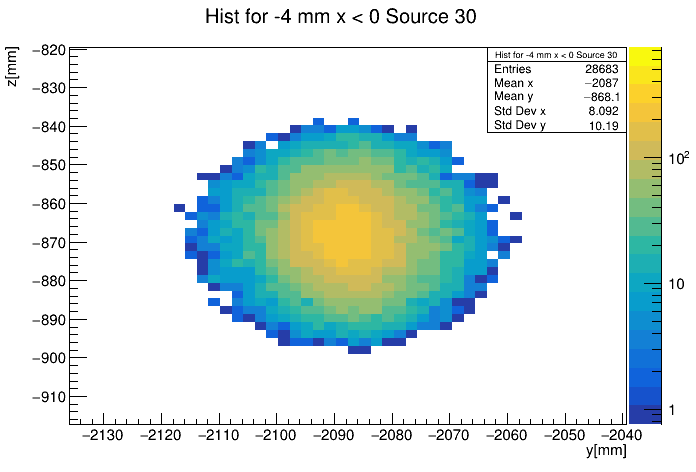 Hist for -4 mm x < 0 Source 30
z[mm]
Hist for -4 mm x < 0 Source 30
Entries 28683
Mean x −2087
Mean y −868.1
Std Dev x 8.092
Std Dev y 10.19
−820
−830
−840
−850
−860
−870
−880
−890
−900
−910
10²
10
1
−2130 −2120 −2110 −2100 −2090 −2080 −2070 −2060 −2050 −2040
y[mm]